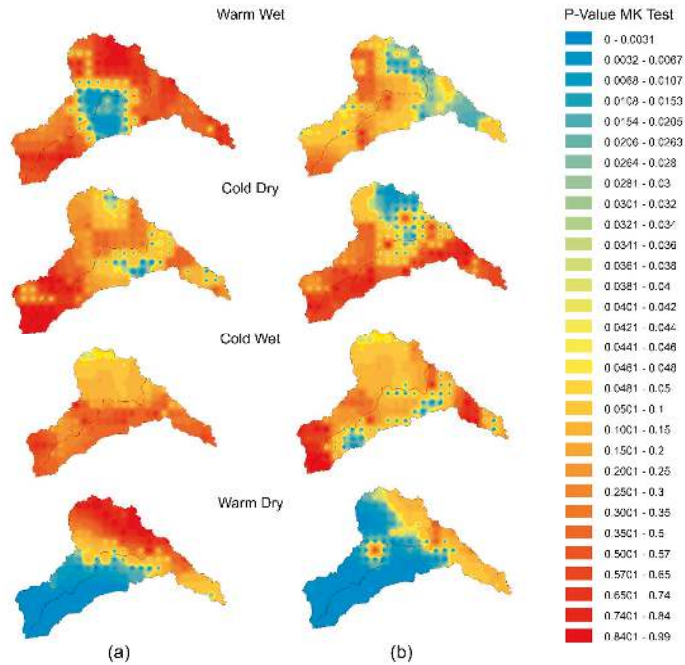 Warm Wet
Cold Dry
Cold Wet
Warm Dry
(a)
(b)
P-Value MK Test
0 - 0.0031
0.0032 - 0.0067
0.0068 - 0.0107
0.0108 - 0.0153
0.0154 - 0.0205
0.0206 - 0.0263
0.0264 - 0.028
0.0281 - 0.03
0.0301 - 0.032
0.0321 - 0.034
0.0341 - 0.036
0.0361 - 0.038
0.0381 - 0.04
0.0401 - 0.042
0.0421 - 0.044
0.0441 - 0.046
0.0461 - 0.048
0.0481 - 0.05
0.0501 - 0.1
0.1001 - 0.15
0.1501 - 0.2
0.2001 - 0.25
0.2501 - 0.3
0.3001 - 0.35
0.3501 - 0.5
0.5001 - 0.57
0.5701 - 0.65
0.6501 - 0.74
0.7401 - 0.84
0.8401 - 0.99